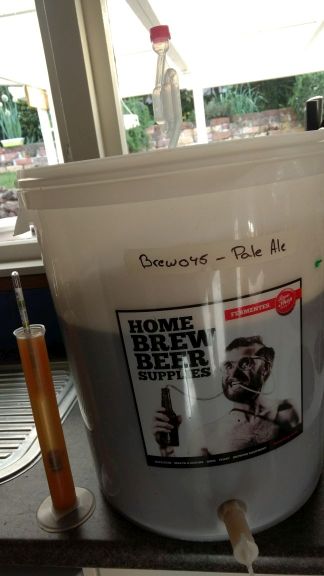 Brew045 - Pale Ale
FERMENTER
HOME
BREW
BEER
SUPPLIES